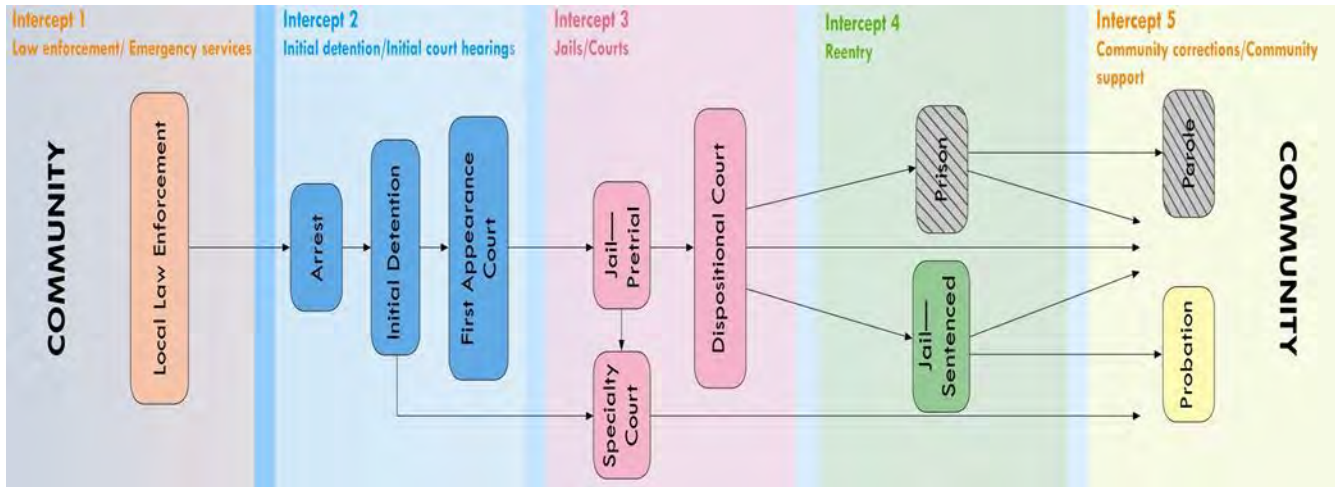 Intercept 1
Law enforcement/ Emergency services
Intercept 2
Initial detention/Initial court hearings
Intercept 3
Jails/Courts
Intercept 4
Reentry
Intercept 5
Community corrections/Community
support
COMMUNITY
Local Law Enforcement
Arrest
Initial Detention
First Appearance
Court
Jail—
Pretrial
Specialty
Court
Dispositional Court
Prison
Jail—
Sentenced
Parole
Probation
COMMUNITY